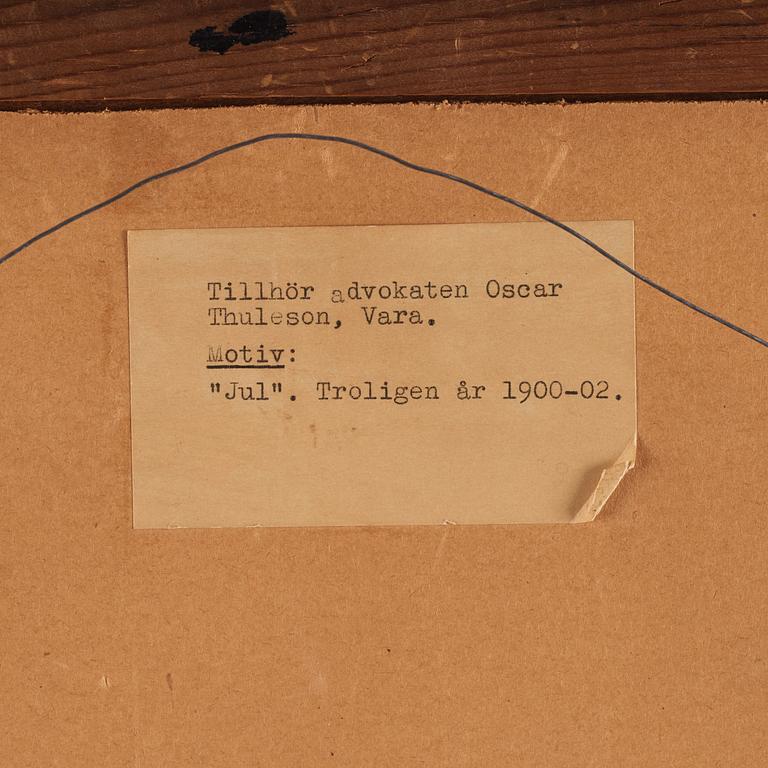 Tillhör advokaten Oscar
Thuleson, Vara.
Motiv:
"Jul". Troligen år 1900-02.